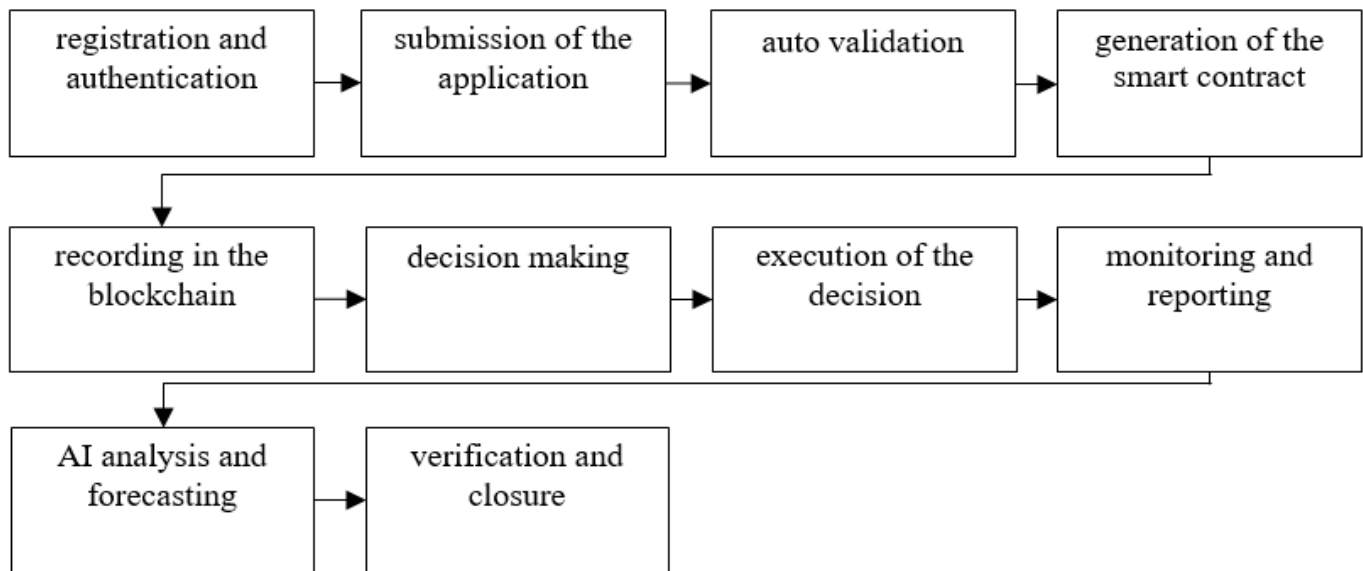 registration and
authentication
submission of the
application
auto validation
generation of the
smart contract
recording in the
blockchain
decision making
execution of the
decision
monitoring and
reporting
AI analysis and
forecasting
verification and
closure